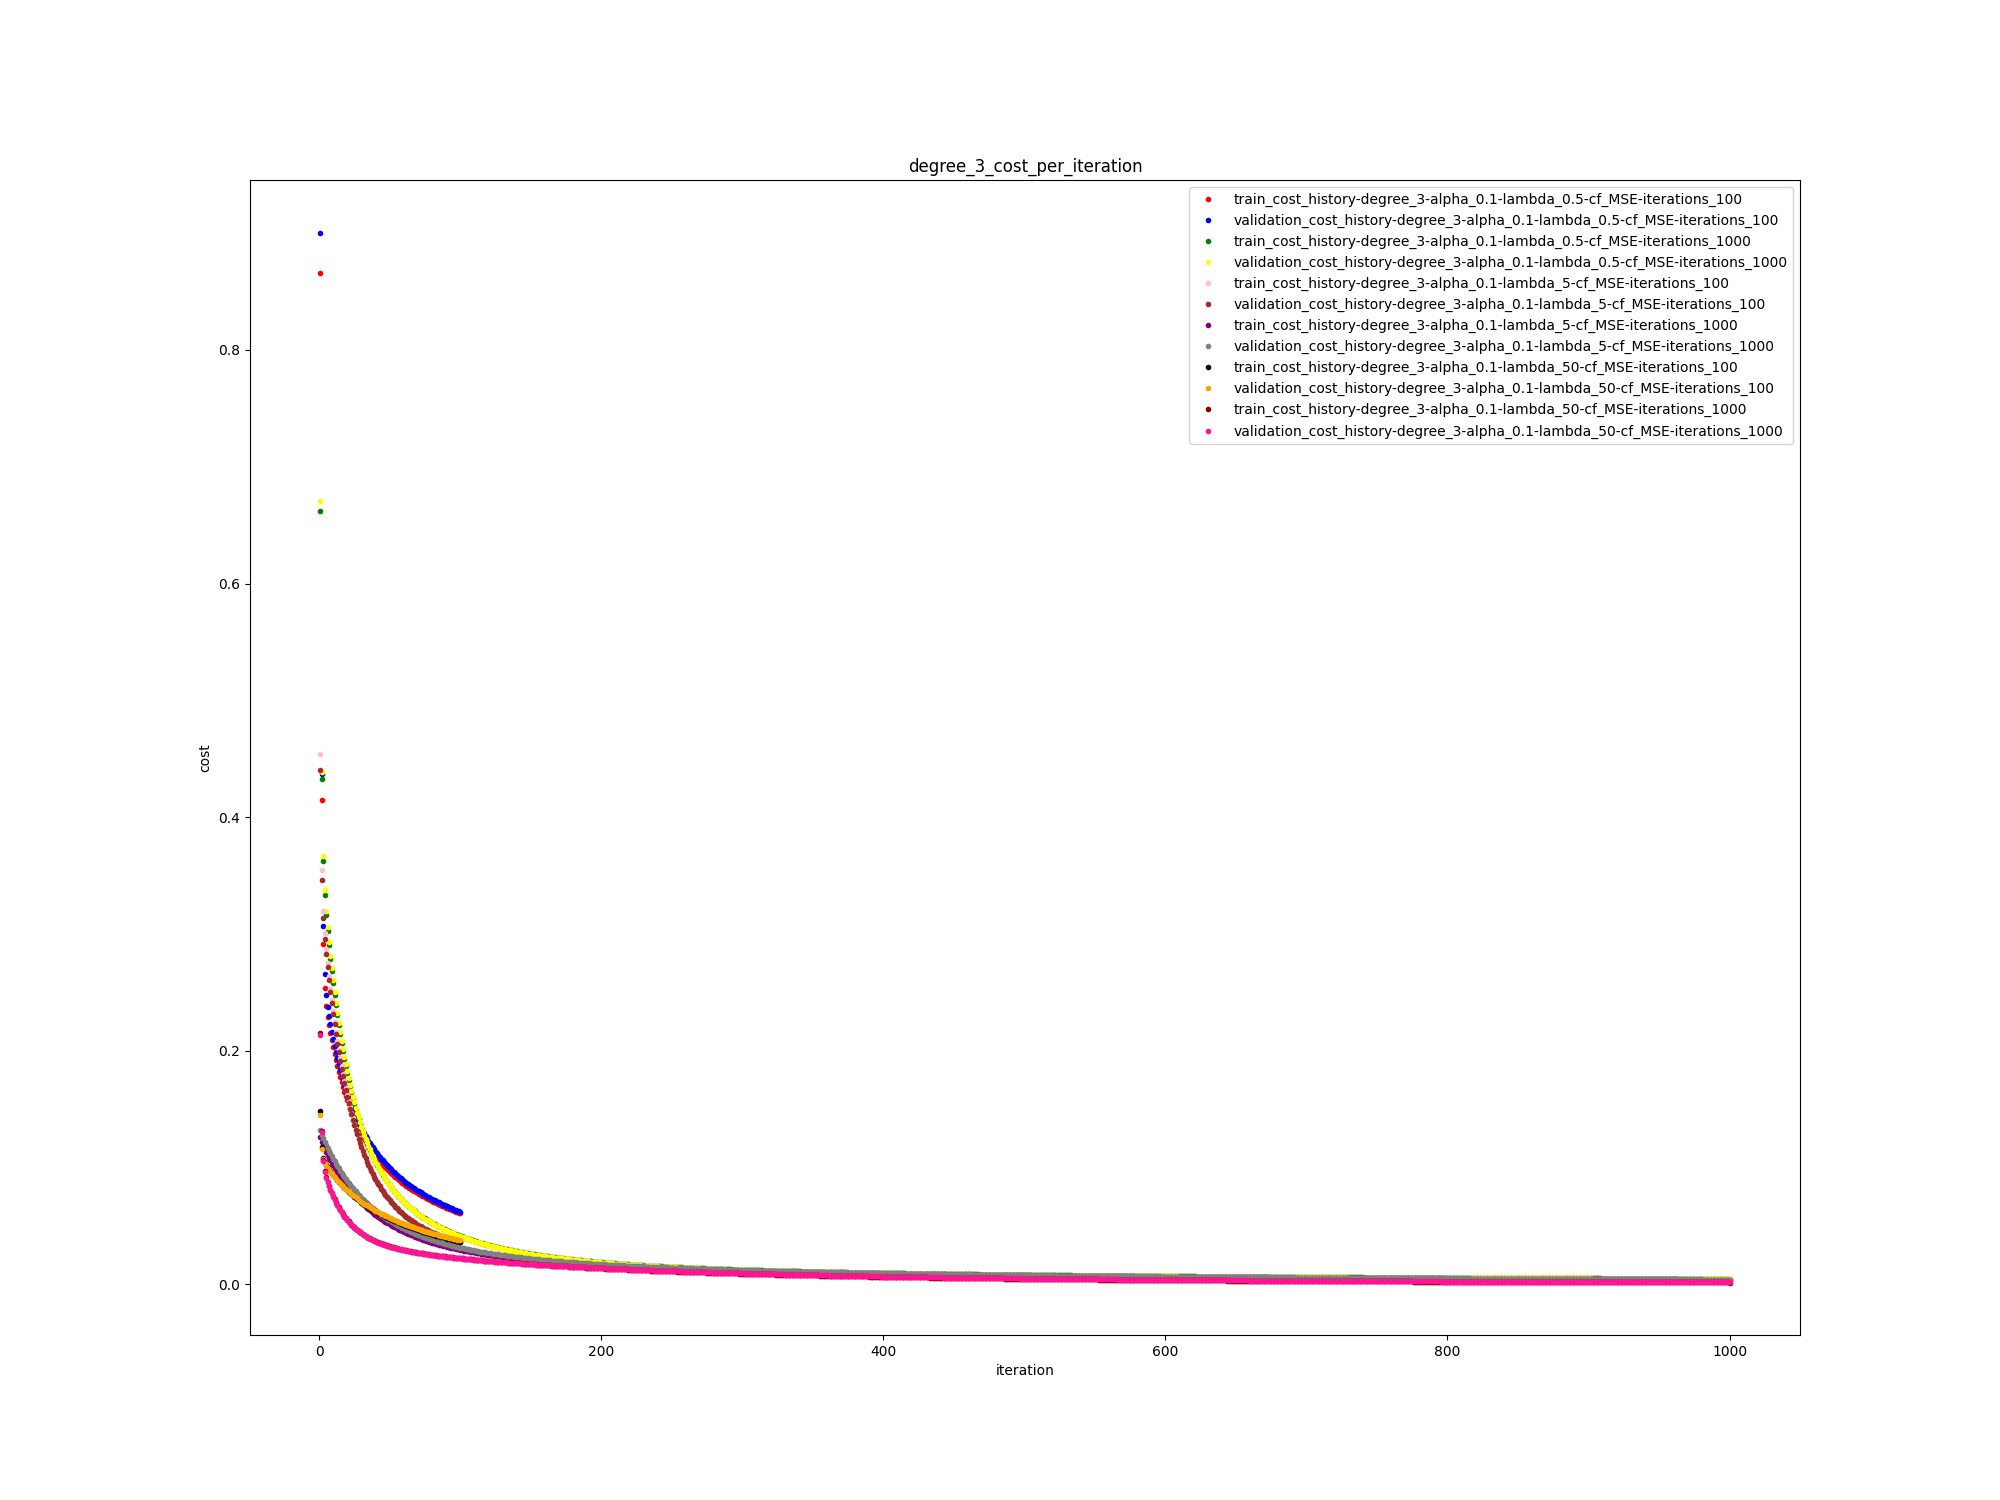 degree_3_cost_per_iteration
train_cost_history-degree_3-alpha_0.1-lambda_0.5-cf_MSE-iterations_100
validation_cost_history-degree_3-alpha_0.1-lambda_0.5-cf_MSE-iterations_100
train_cost_history-degree_3-alpha_0.1-lambda_0.5-cf_MSE-iterations_1000
validation_cost_history-degree_3-alpha_0.1-lambda_0.5-cf_MSE-iterations_1000
train_cost_history-degree_3-alpha_0.1-lambda_5-cf_MSE-iterations_100
validation_cost_history-degree_3-alpha_0.1-lambda_5-cf_MSE-iterations_100
train_cost_history-degree_3-alpha_0.1-lambda_5-cf_MSE-iterations_1000
validation_cost_history-degree_3-alpha_0.1-lambda_5-cf_MSE-iterations_1000
train_cost_history-degree_3-alpha_0.1-lambda_50-cf_MSE-iterations_100
validation_cost_history-degree_3-alpha_0.1-lambda_50-cf_MSE-iterations_100
train_cost_history-degree_3-alpha_0.1-lambda_50-cf_MSE-iterations_1000
validation_cost_history-degree_3-alpha_0.1-lambda_50-cf_MSE-iterations_1000
0.8
0.6
cost
0.4
0.2
0.0
0 200 400 600 800 1000
iteration